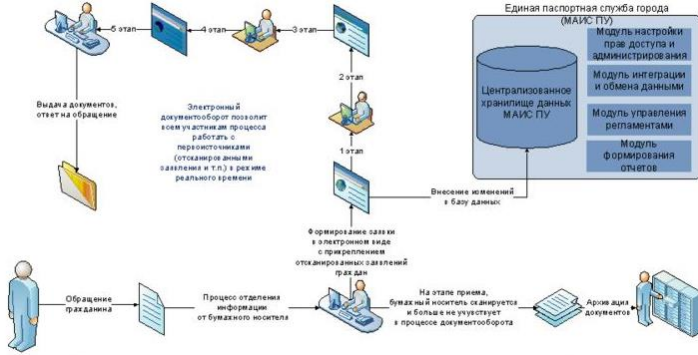 Единая паспортная служба города
(МАИС ПУ)
Модуль настройки
прав доступа и
администрирования
Модуль интеграции
и обмена данными
Модуль управления
регламентами
Модуль
формирования
отчетов
Централизованное
хранилище данных
МАИС ПУ
5 этап
4 этап
3 этап
2 этап
1 этап
Выдача документов,
ответ на обращение
Электронный
документооборот позволит
всем участникам процесса
работать с
первоисточниками
(отсканированными
заявления и т.п.) в режиме
реального времени
Внесение изменений
в базу данных
Формирование заявки
в электронном виде
с прикреплением
отсканированных заявлений
граждан
Обращение
гражданина
Процесс отделения
информации
от бумажного носителя
На этапе приема,
бумажный носитель сканируется
и больше не учувствует
в процессе документооборота
Архивация
документов